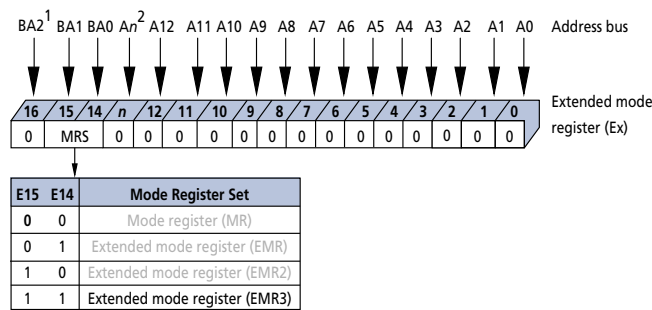 BA2¹ BA1 BA0 An² A12 A11 A10 A9 A8 A7 A6 A5 A4 A3 A2 A1 A0 Address bus
16 15 14 n 12 11 10 9 8 7 6 5 4 3 2 1 0 Extended mode
register (Ex)
0 MRS 0 0 0 0 0 0 0 0 0 0 0 0 0 0
E15 E14 Mode Register Set
0 0 Mode register (MR)
0 1 Extended mode register (EMR)
1 0 Extended mode register (EMR2)
1 1 Extended mode register (EMR3)